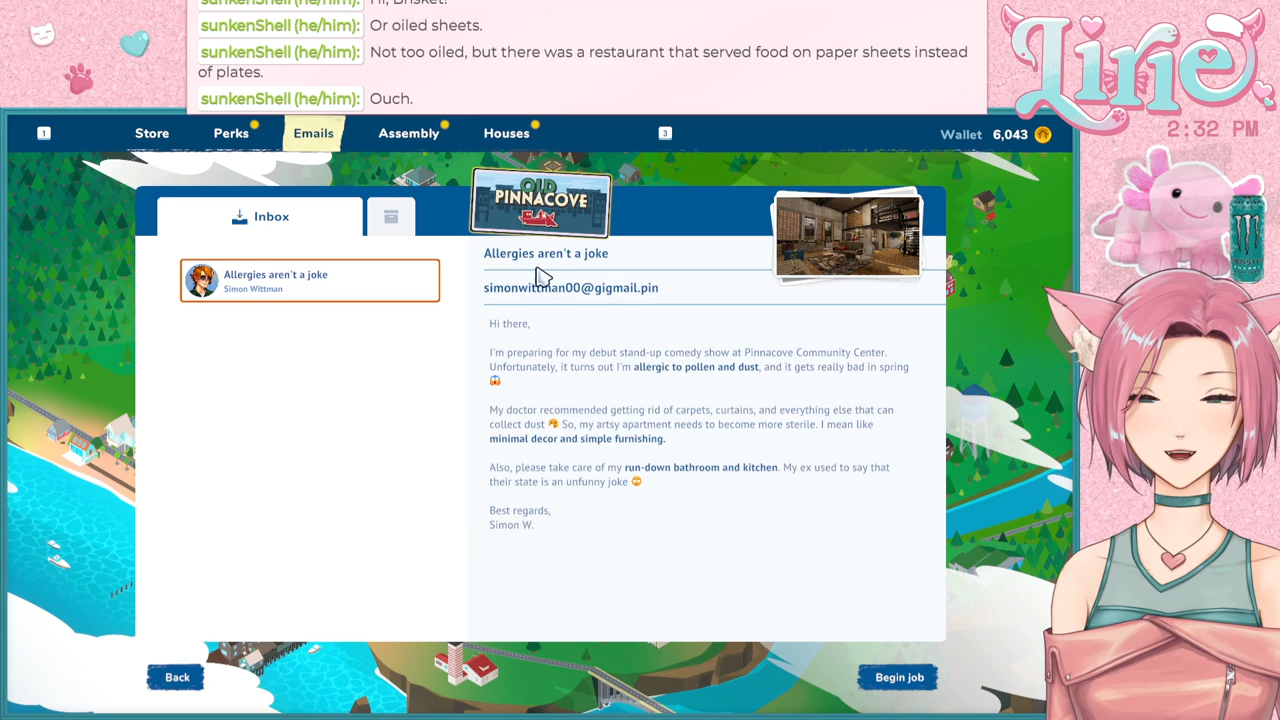 sunkenShell (he/him): Hi, Brisket!
sunkenShell (he/him): Or oiled sheets.
sunkenShell (he/him): Not too oiled, but there was a restaurant that served food on paper sheets instead
of plates.
sunkenShell (he/him): Ouch.
Lirie
2:32 PM
1
Store
Perks
Emails
Assembly
Houses
3
Wallet 6,043
Inbox
OLD
PINNACOVE
Allergies aren't a joke
Simon Wittman
Allergies aren't a joke
simonwittman00@gigmail.pin
Hi there,
I'm preparing for my debut stand-up comedy show at Pinnacove Community Center.
Unfortunately, it turns out I'm allergic to pollen and dust, and it gets really bad in spring
😱
My doctor recommended getting rid of carpets, curtains, and everything else that can
collect dust 🤧 So, my artsy apartment needs to become more sterile. I mean like
minimal decor and simple furnishing.
Also, please take care of my run-down bathroom and kitchen. My ex used to say that
their state is an unfunny joke 🙄
Best regards,
Simon W.
Back
Begin job